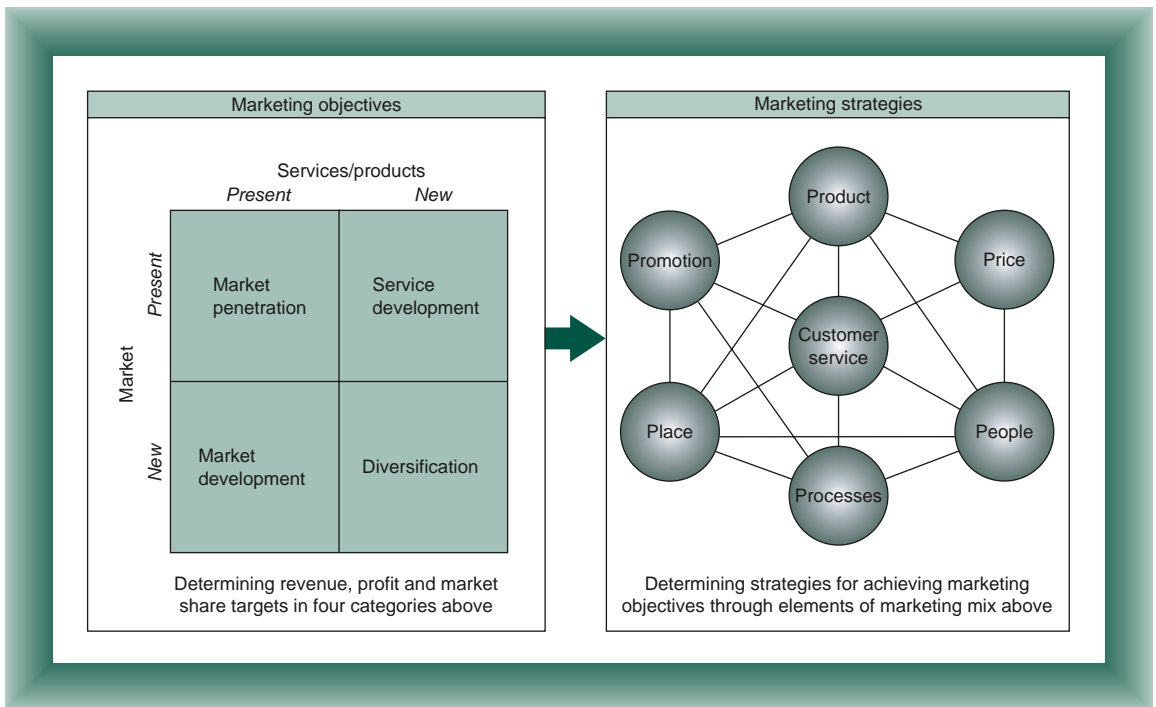 Marketing objectives
Services/products
Present
New
Market
Present
New
Market
penetration
Service
development
Market
development
Diversification
Determining revenue, profit and market
share targets in four categories above
Marketing strategies
Product
Promotion
Price
Customer
service
Place
People
Processes
Determining strategies for achieving marketing
objectives through elements of marketing mix above